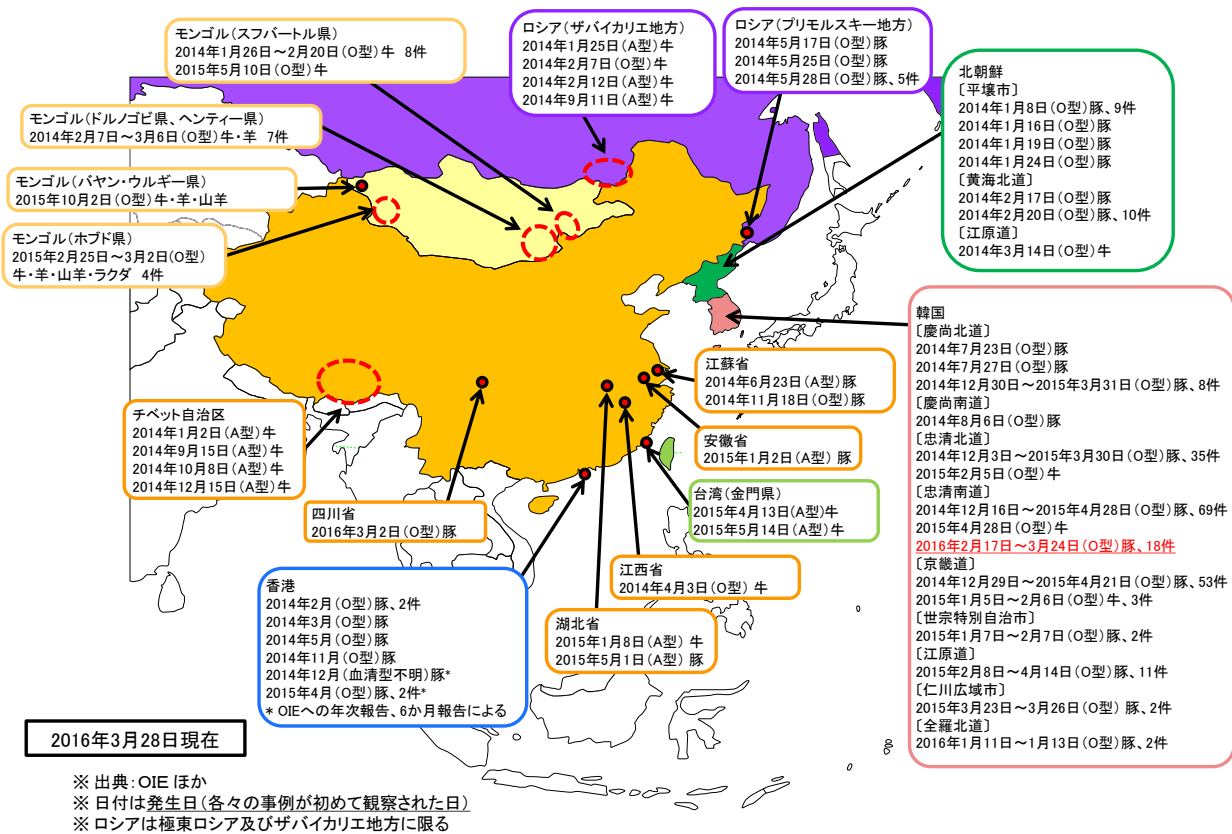 モンゴル(スフバートル県)
2014年1月26日～2月20日(O型)牛 8件
2015年5月10日(O型)牛
ロシア(ザバイカリエ地方)
2014年1月25日(A型)牛
2014年2月7日(O型)牛
2014年2月12日(A型)牛
2014年9月11日(A型)牛
ロシア(プリモルスキー地方)
2014年5月17日(O型)豚
2014年5月25日(O型)豚
2014年5月28日(O型)豚、5件
北朝鮮
〔平壌市〕
2014年1月8日(O型)豚、9件
2014年1月16日(O型)豚
2014年1月19日(O型)豚
2014年1月24日(O型)豚
〔黄海北道〕
2014年2月17日(O型)豚
2014年2月20日(O型)豚、10件
〔江原道〕
2014年3月14日(O型)牛
モンゴル(ドルノゴビ県、ヘンティー県)
2014年2月7日～3月6日(O型)牛・羊 7件
モンゴル(バヤン・ウルギー県)
2015年10月2日(O型)牛・羊・山羊
モンゴル(ホブド県)
2015年2月25日～3月2日(O型)
牛・羊・山羊・ラクダ 4件
韓国
〔慶尚北道〕
2014年7月23日(O型)豚
2014年7月27日(O型)豚
2014年12月30日～2015年3月31日(O型)豚、8件
〔慶尚南道〕
2014年8月6日(O型)豚
〔忠清北道〕
2014年12月3日～2015年3月30日(O型)豚、35件
2015年2月5日(O型)牛
〔忠清南道〕
2014年12月16日～2015年4月28日(O型)豚、69件
2015年4月28日(O型)牛
2016年2月17日～3月24日(O型)豚、18件
〔京畿道〕
2014年12月29日～2015年4月21日(O型)豚、53件
2015年1月5日～2月6日(O型)牛、3件
〔世宗特別自治市〕
2015年1月7日～2月7日(O型)豚、2件
〔江原道〕
2015年2月8日～4月14日(O型)豚、11件
〔仁川広域市〕
2015年3月23日～3月26日(O型) 豚、2件
〔全羅北道〕
2016年1月11日～1月13日(O型)豚、2件
江蘇省
2014年6月23日(A型)豚
2014年11月18日(O型)豚
安徽省
2015年1月2日(A型) 豚
台湾(金門県)
2015年4月13日(A型)牛
2015年5月14日(A型)牛
チベット自治区
2014年1月2日(A型)牛
2014年9月15日(A型)牛
2014年10月8日(A型)牛
2014年12月15日(A型)牛
四川省
2016年3月2日(O型)豚
江西省
2014年4月3日(O型) 牛
湖北省
2015年1月8日(A型) 牛
2015年5月1日(A型) 豚
香港
2014年2月(O型)豚、2件
2014年3月(O型)豚
2014年5月(O型)豚
2014年11月(O型)豚
2014年12月(血清型不明)豚*
2015年4月(O型)豚、2件*
* OIEへの年次報告、6か月報告による
2016年3月28日現在
※ 出典:OIE ほか
※ 日付は発生日(各々の事例が初めて観察された日)
※ ロシアは極東ロシア及びザバイカリエ地方に限る